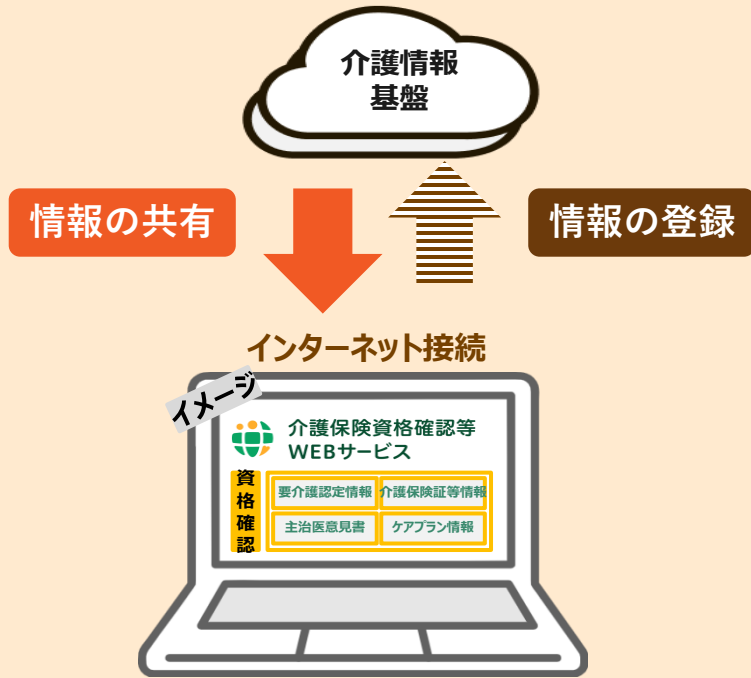 介護情報
基盤
情報の共有
情報の登録
インターネット接続
イメージ
介護保険資格確認等
WEBサービス
資格確認
要介護認定情報
介護保険証等情報
主治医意見書
ケアプラン情報